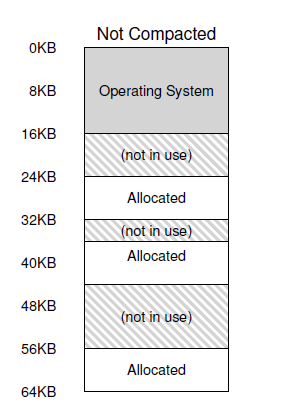 Not Compacted
0KB
8KB
Operating System
16KB
(not in use)
24KB
Allocated
32KB
(not in use)
Allocated
40KB
48KB
(not in use)
56KB
Allocated
64KB